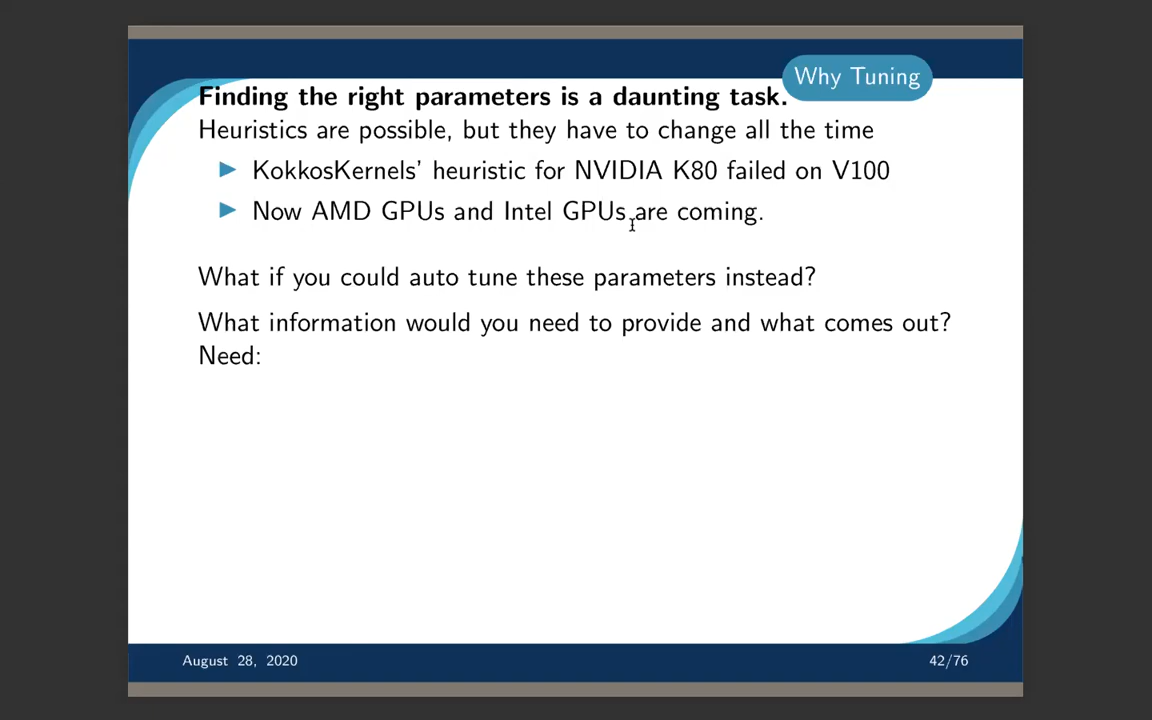 Why Tuning
Finding the right parameters is a daunting task.
Heuristics are possible, but they have to change all the time
KokkosKernels' heuristic for NVIDIA K80 failed on V100
Now AMD GPUs and Intel GPUs are coming.
What if you could auto tune these parameters instead?
What information would you need to provide and what comes out?
Need:
August 28, 2020
42/76